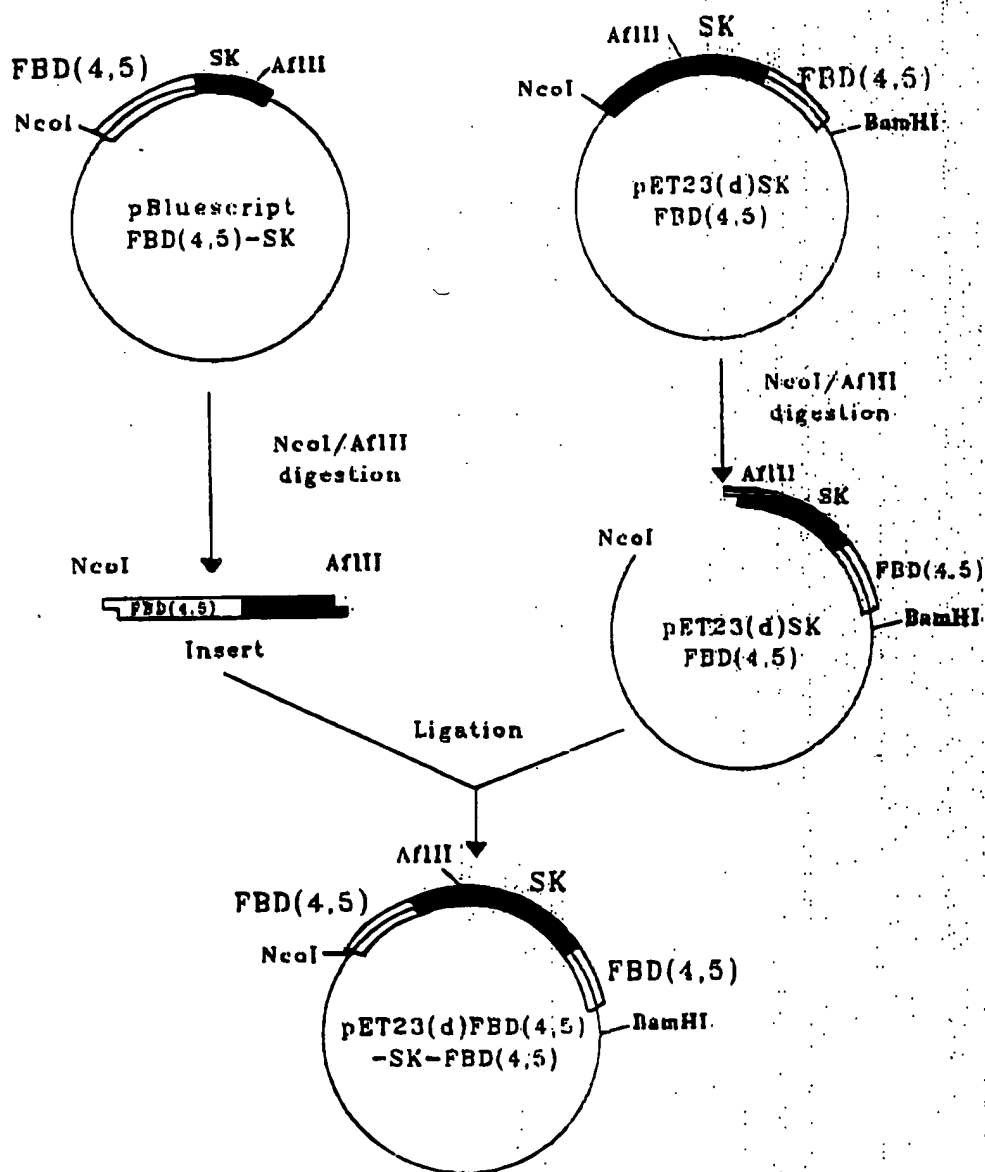 FBD(4,5)
SK
AflII
NcoI
pBluescript
FBD(4,5)-SK
AflII
SK
NcoI
FBD(4,5)
BamHI
pET23(d)SK
FBD(4,5)
NcoI/AflII
digestion
NcoI/AflII
digestion
NcoI
AflII
FBD(4,5)
Insert
AflII
SK
NcoI
FBD(4,5)
BamHI
pET23(d)SK
FBD(4,5)
Ligation
AflII
SK
FBD(4,5)
NcoI
FBD(4,5)
BamHI
pET23(d)FBD(4,5)
-SK-FBD(4,5)